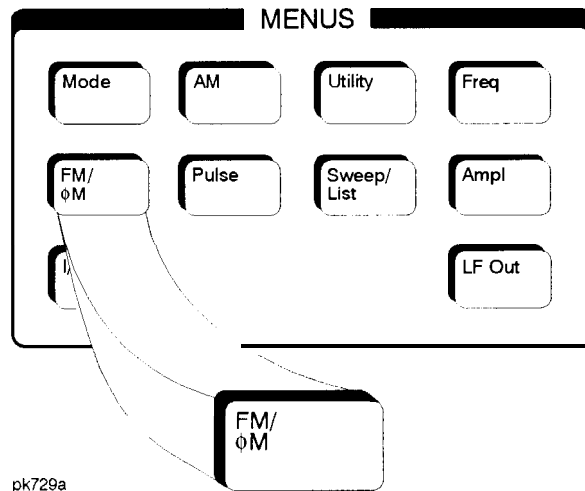 MENUS
Mode
AM
Utility
Freq
FM/
ϕM
Pulse
Sweep/
List
Ampl
I/
LF Out
FM/
ϕM
pk729a